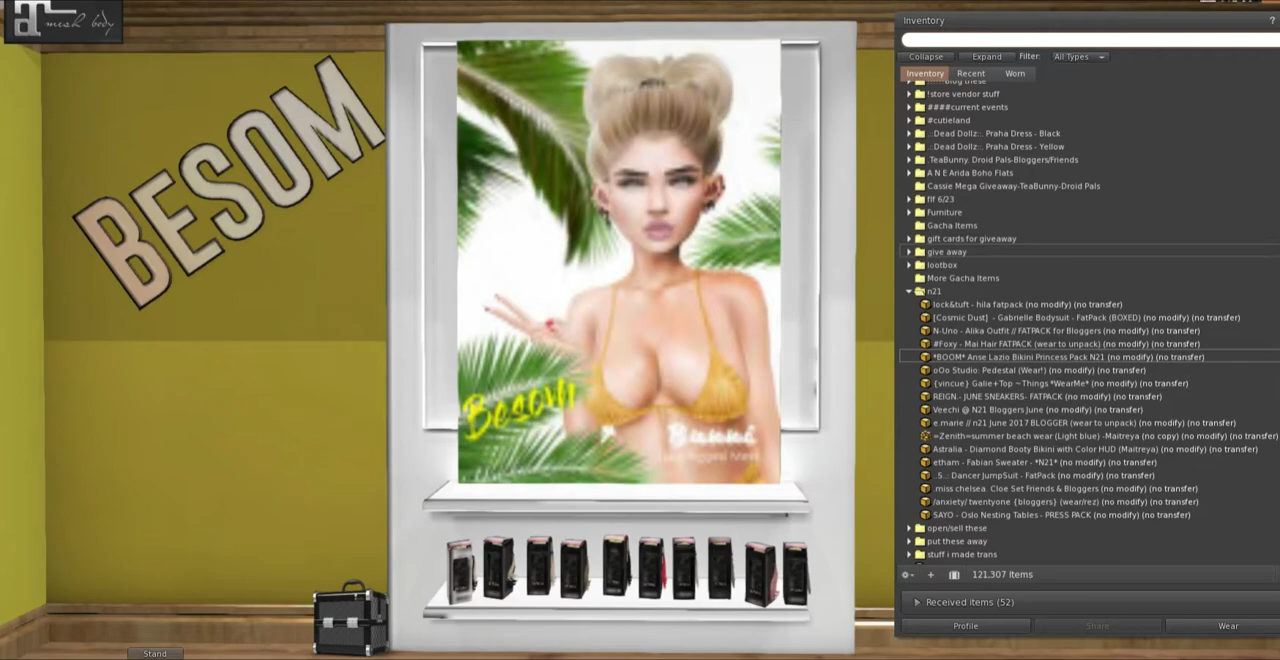 mesh body
BESOM
Besom
Bunni
Stand
Inventory
?
Collapse
Expand
Filter:
All Types
Inventory
Recent
Worn
blog these
!store vendor stuff
####current events
#cutieland
.::Dead Dollz::. Praha Dress - Black
.::Dead Dollz::. Praha Dress - Yellow
.TeaBunny. Droid Pals-Bloggers/Friends
A N E Arida Boho Flats
Cassie Mega Giveaway-TeaBunny-Droid Pals
flf 6/23
Furniture
Gacha Items
gift cards for giveaway
give away
lootbox
More Gacha Items
n21
lock&tuft - hila fatpack (no modify) (no transfer)
[Cosmic Dust] - Gabrielle Bodysuit - FatPack (BOXED) (no modify) (no transfer)
N-Uno - Alika Outfit // FATPACK for Bloggers (no modify) (no transfer)
#Foxy - Mai Hair FATPACK (wear to unpack) (no modify) (no transfer)
*BOOM* Anse Lazio Bikini Princess Pack N21 (no modify) (no transfer)
oOo Studio: Pedestal (Wear!) (no modify) (no transfer)
{vincue} Galie+Top ~Things *WearMe* (no modify) (no transfer)
REIGN.- JUNE SNEAKERS- FATPACK (no modify) (no transfer)
Veechi @ N21 Bloggers June (no modify) (no transfer)
e.marie // n21 June 2017 BLOGGER (wear to unpack) (no modify) (no transfer)
=Zenith=summer beach wear (Light blue) -Maitreya (no copy) (no modify) (no transfer)
Astralia - Diamond Booty Bikini with Color HUD (Maitreya) (no modify) (no transfer)
etham - Fabian Sweater - *N21* (no modify) (no transfer)
.:S.:. Dancer JumpSuit - FatPack (no modify) (no transfer)
.miss chelsea. Cloe Set Friends & Bloggers (no modify) (no transfer)
/anxiety/ twentyone {bloggers} (wear/rez) (no modify) (no transfer)
SAYO - Oslo Nesting Tables - PRESS PACK (no modify) (no transfer)
open/sell these
put these away
stuff i made trans
121,307 Items
Received items (52)
Profile
Share
Wear